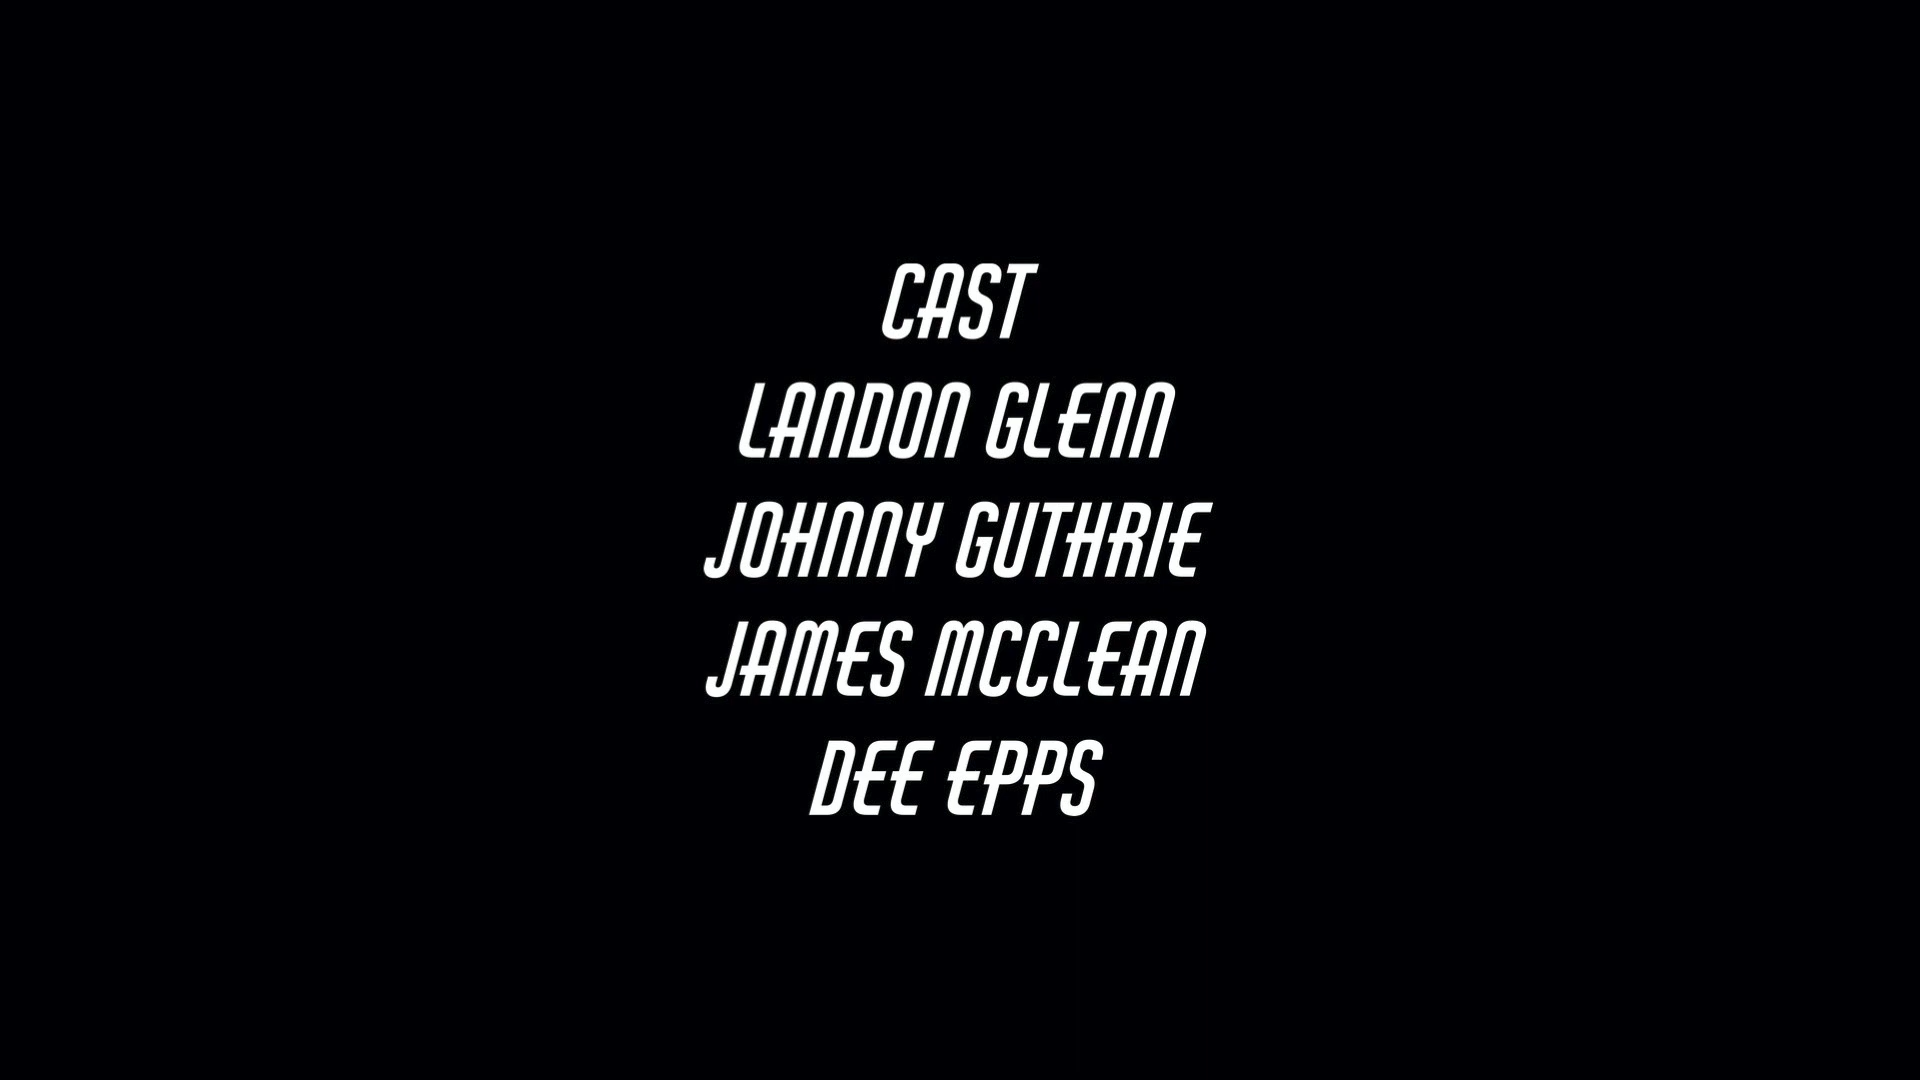 CAST
LANDON GLENN
JOHNNY GUTHRIE
JAMES MCCLEAN
DEE EPPS